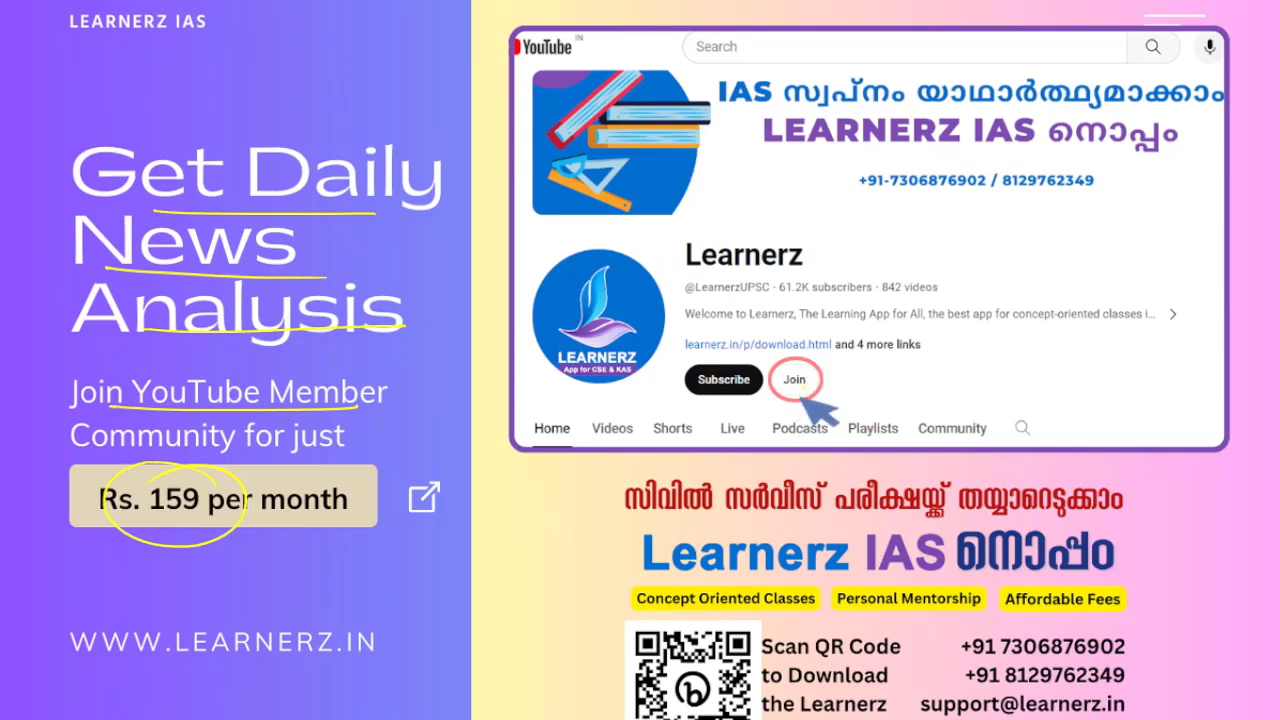 LEARNERZ IAS
Get Daily
News
Analysis
Join YouTube Member
Community for just
Rs. 159 per month
WWW.LEARNERZ.IN
YouTube IN
Search
IAS സ്വപ്നം യാഥാർത്ഥ്യമാക്കാം
LEARNERZ IAS നൊപ്പം
+91-7306876902 / 8129762349
Learnerz
@LearnerzUPSC · 61.2K subscribers · 842 videos
Welcome to Learnerz, The Learning App for All, the best app for concept-oriented classes i...
learnerz.in/p/download.html and 4 more links
LEARNERZ
App for CSE & KAS
Subscribe Join
Home Videos Shorts Live Podcasts Playlists Community
സിവിൽ സർവീസ് പരീക്ഷയ്ക്ക് തയ്യാറെടുക്കാം
Learnerz IAS നൊപ്പം
Concept Oriented Classes Personal Mentorship Affordable Fees
Scan QR Code +91 7306876902
to Download +91 8129762349
the Learnerz support@learnerz.in